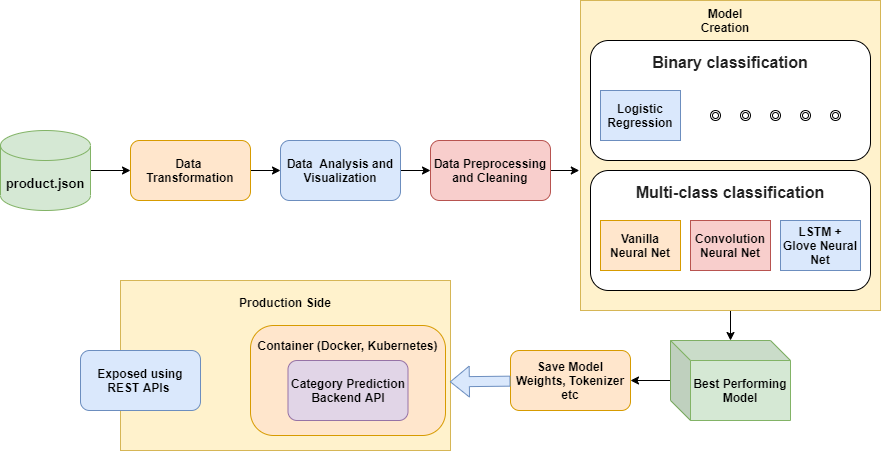 Model
Creation
Binary classification
Logistic
Regression
product.json
Data
Transformation
Data Analysis and
Visualization
Data Preprocessing
and Cleaning
Multi-class classification
Vanilla
Neural Net
Convolution
Neural Net
LSTM +
Glove Neural
Net
Production Side
Container (Docker, Kubernetes)
Category Prediction
Backend API
Exposed using
REST APIs
Save Model
Weights, Tokenizer
etc
Best Performing
Model